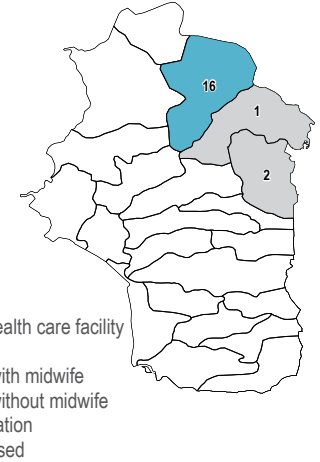 16
1
2
ealth care facility
ith midwife
ithout midwife
ation
sed